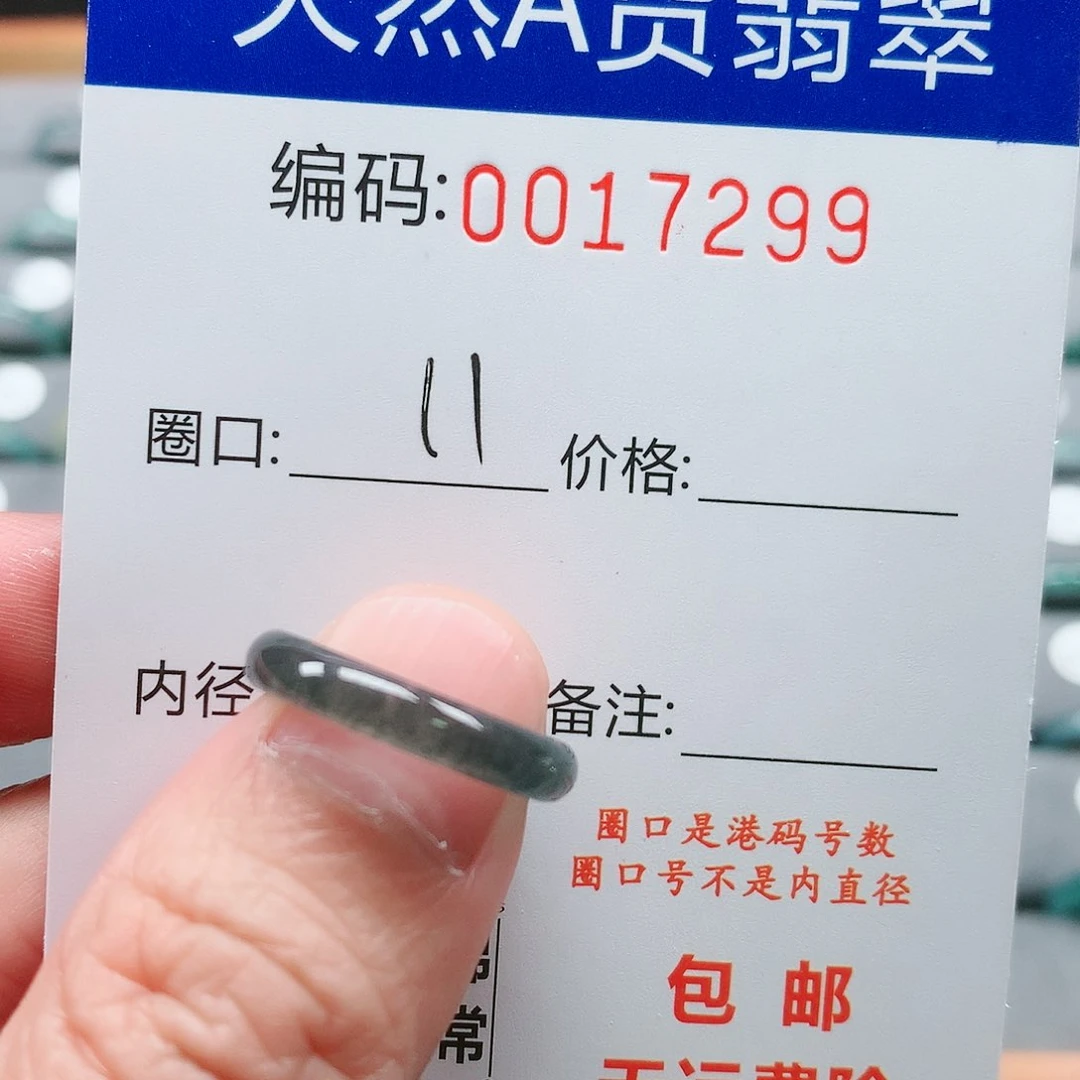 天然A货翡翠
编码:0017299
圈口: 11 价格:
内径 备注:
圈口是港码号数
圈口号不是内直径
包邮
常